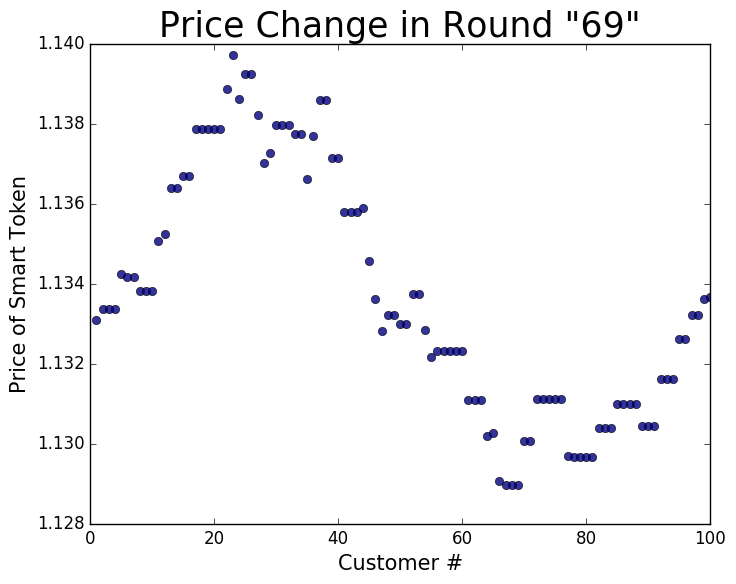 Price Change in Round "69"
1.140
1.138
1.136
1.134
1.132
1.130
1.128
Price of Smart Token
0 20 40 60 80 100
Customer #